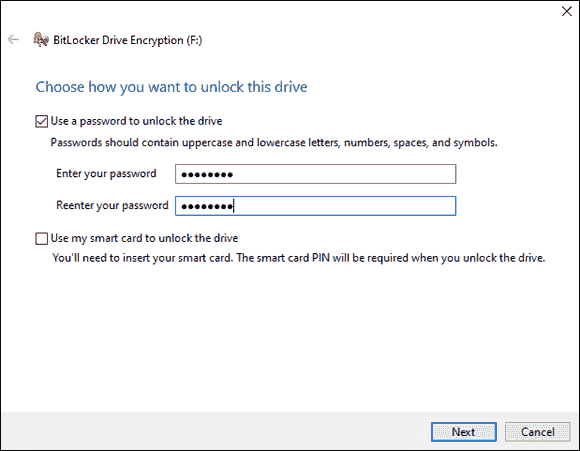 BitLocker Drive Encryption (F:)
Choose how you want to unlock this drive
Use a password to unlock the drive
Passwords should contain uppercase and lowercase letters, numbers, spaces, and symbols.
Enter your password ●●●●●●●●
Reenter your password ●●●●●●●●
Use my smart card to unlock the drive
You'll need to insert your smart card. The smart card PIN will be required when you unlock the drive.
Next Cancel